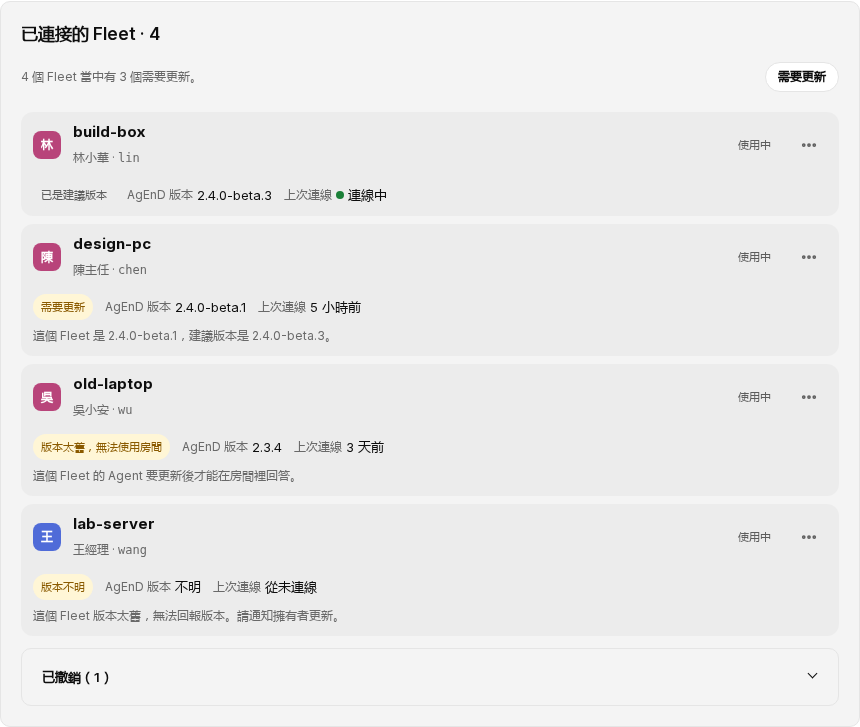 已連接的 Fleet · 4
4 個 Fleet 當中有 3 個需要更新。
需要更新
林
build-box
林小華 · lin
使用中
已是建議版本 AgEnD 版本 2.4.0-beta.3 上次連線 連線中
陳
design-pc
陳主任 · chen
使用中
需要更新 AgEnD 版本 2.4.0-beta.1 上次連線 5 小時前
這個 Fleet 是 2.4.0-beta.1，建議版本是 2.4.0-beta.3。
吳
old-laptop
吳小安 · wu
使用中
版本太舊，無法使用房間 AgEnD 版本 2.3.4 上次連線 3 天前
這個 Fleet 的 Agent 要更新後才能在房間裡回答。
王
lab-server
王經理 · wang
使用中
版本不明 AgEnD 版本 不明 上次連線 從未連線
這個 Fleet 版本太舊，無法回報版本。請通知擁有者更新。
已撤銷（1）